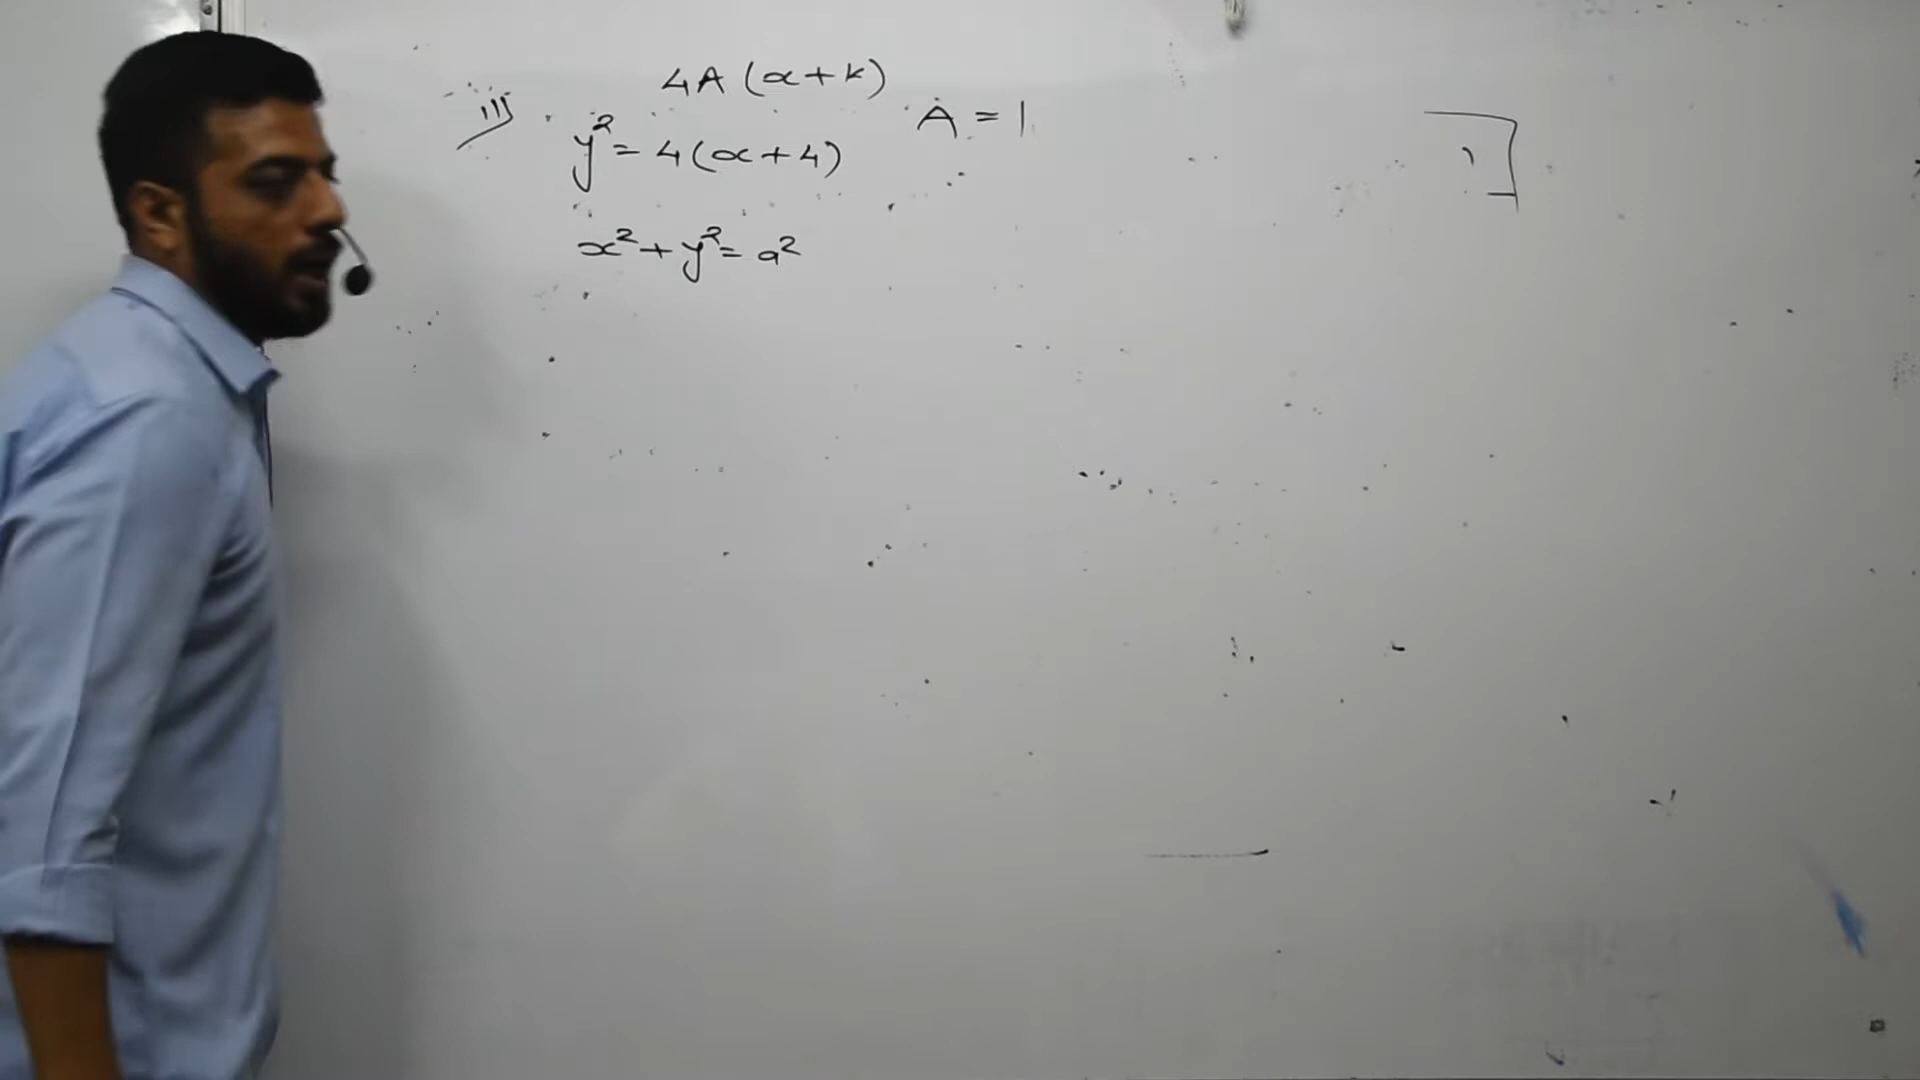 4A (x+k)
III) y²= 4(x+4) A = 1
x²+y²= a²